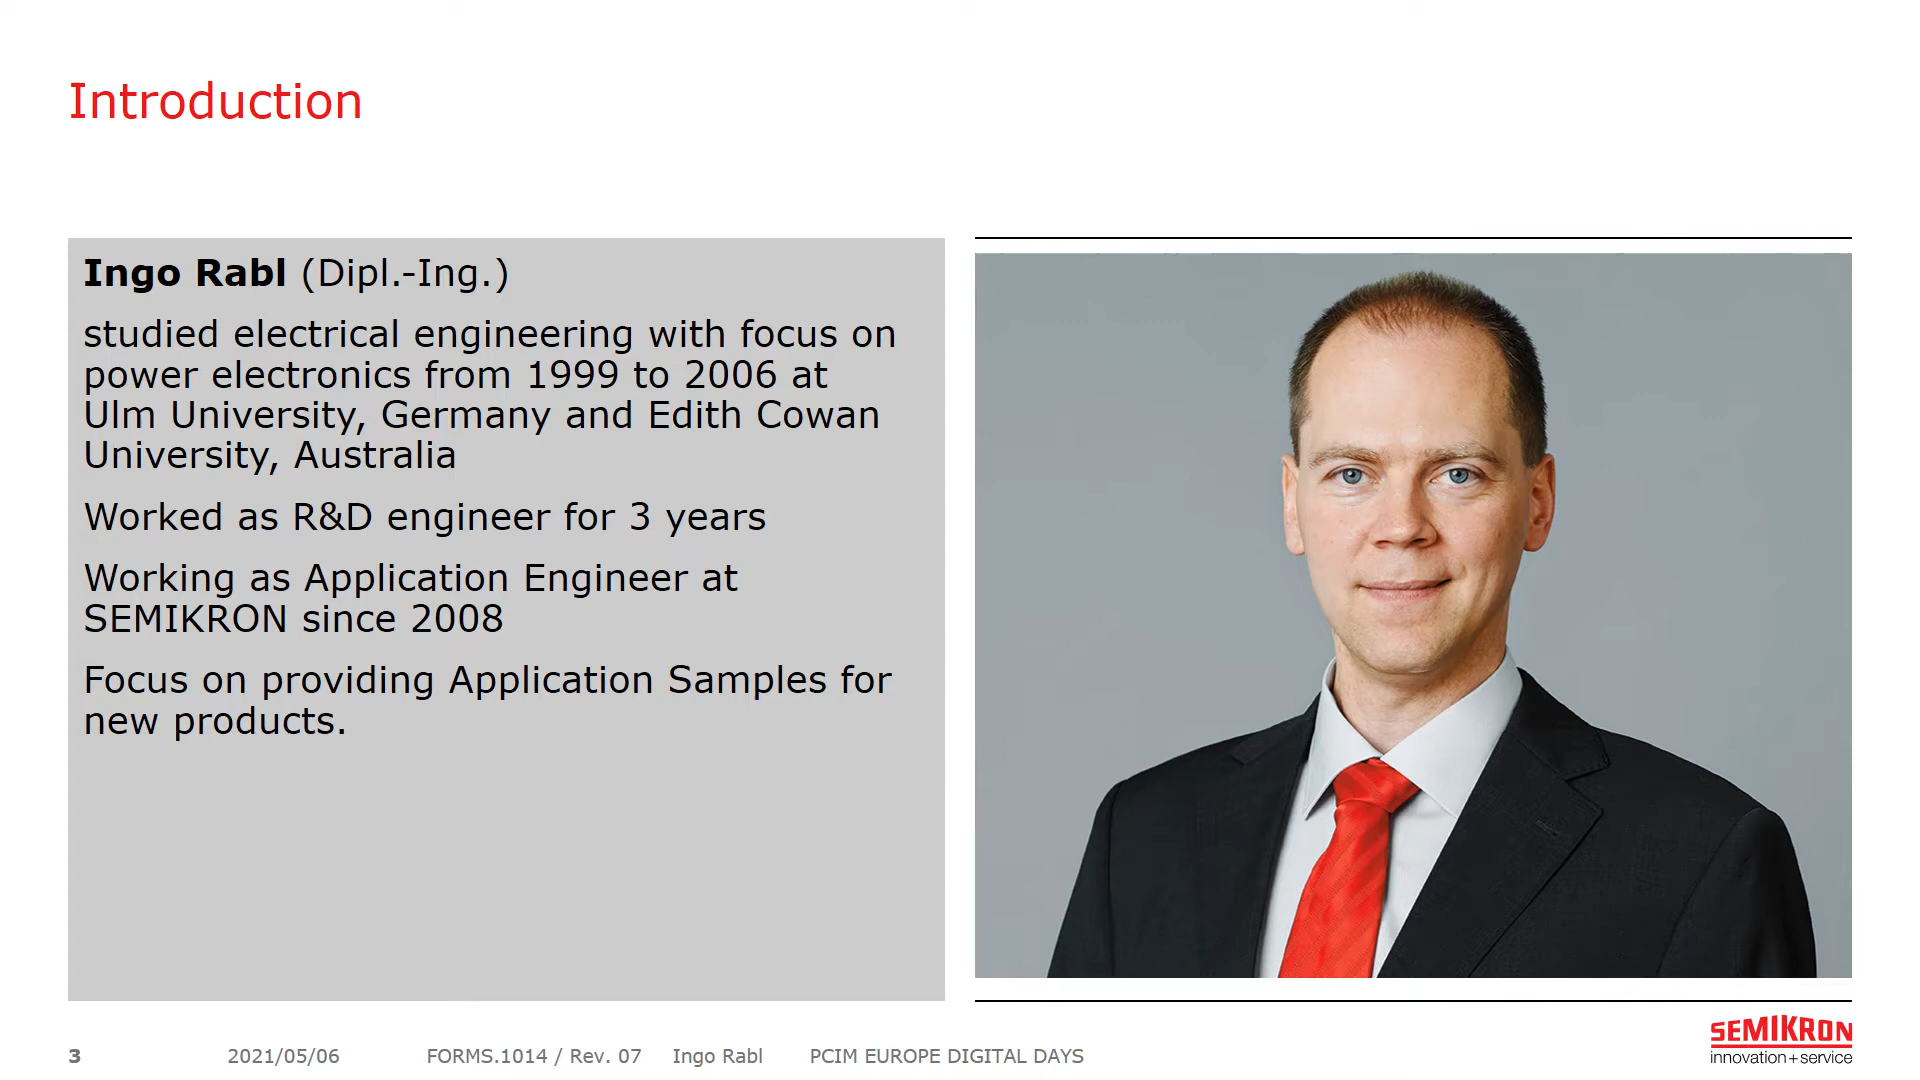 Introduction
Ingo Rabl (Dipl.-Ing.)
studied electrical engineering with focus on
power electronics from 1999 to 2006 at
Ulm University, Germany and Edith Cowan
University, Australia
Worked as R&D engineer for 3 years
Working as Application Engineer at
SEMIKRON since 2008
Focus on providing Application Samples for
new products.
3 2021/05/06 FORMS.1014 / Rev. 07 Ingo Rabl PCIM EUROPE DIGITAL DAYS
SEMIKRON
innovation+service